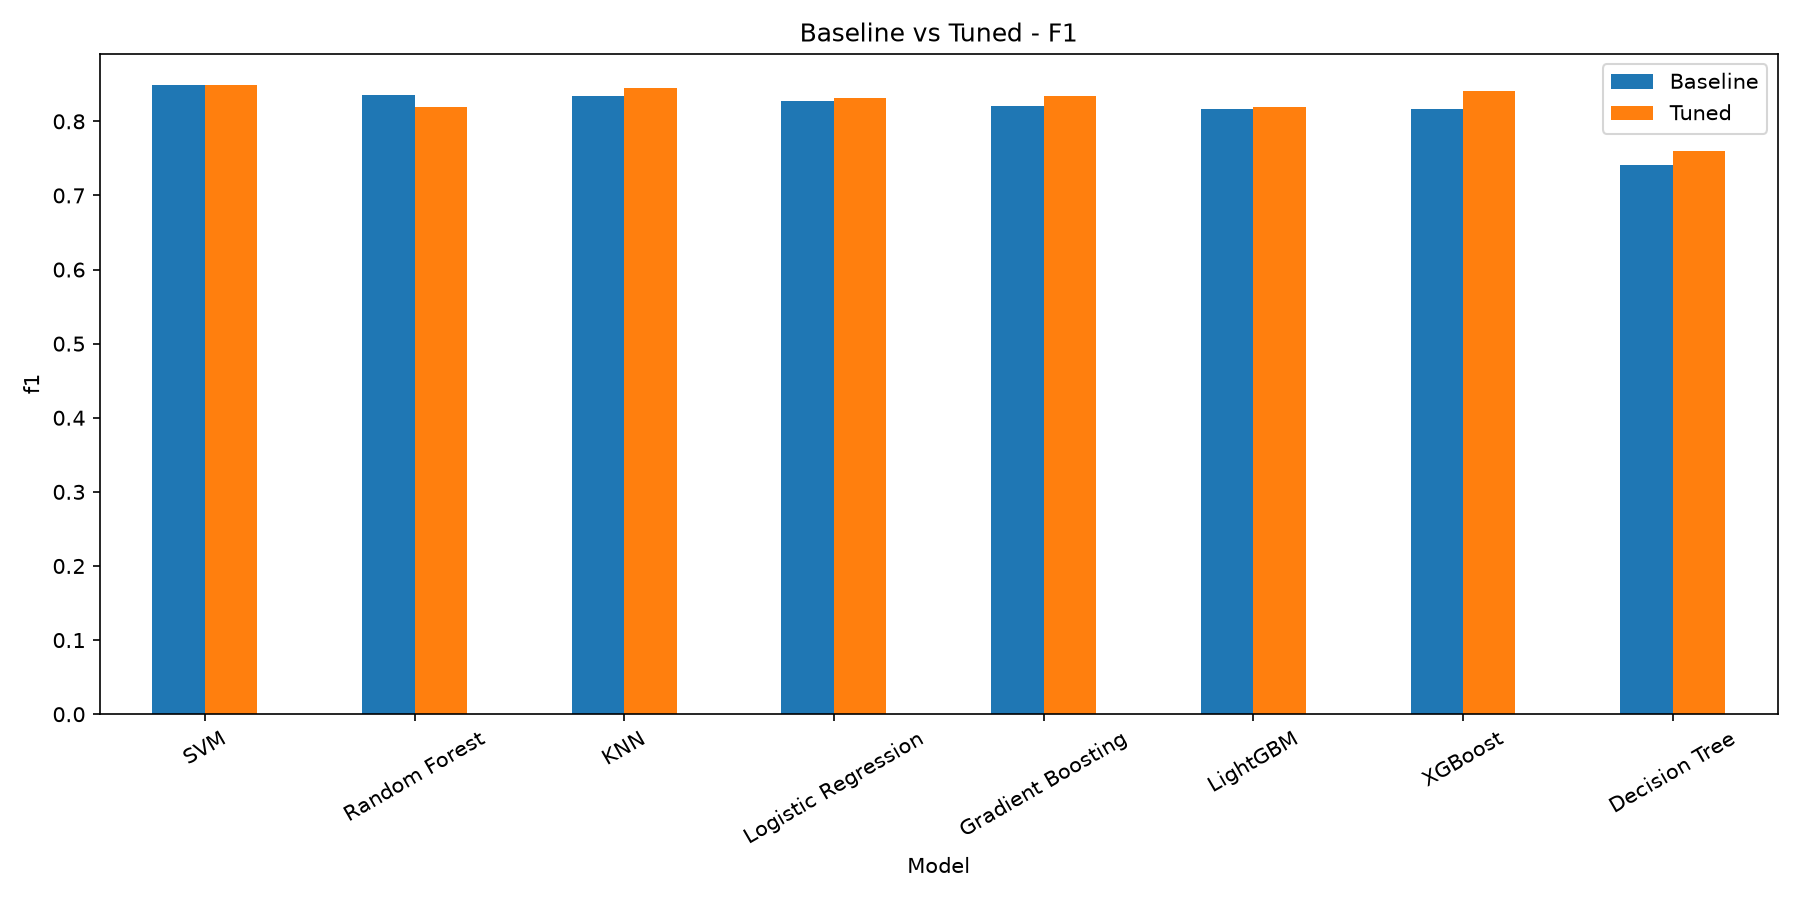 Baseline vs Tuned - F1
Baseline
Tuned
f1
0.8
0.7
0.6
0.5
0.4
0.3
0.2
0.1
0.0
SVM
Random Forest
KNN
Logistic Regression
Gradient Boosting
LightGBM
XGBoost
Decision Tree
Model